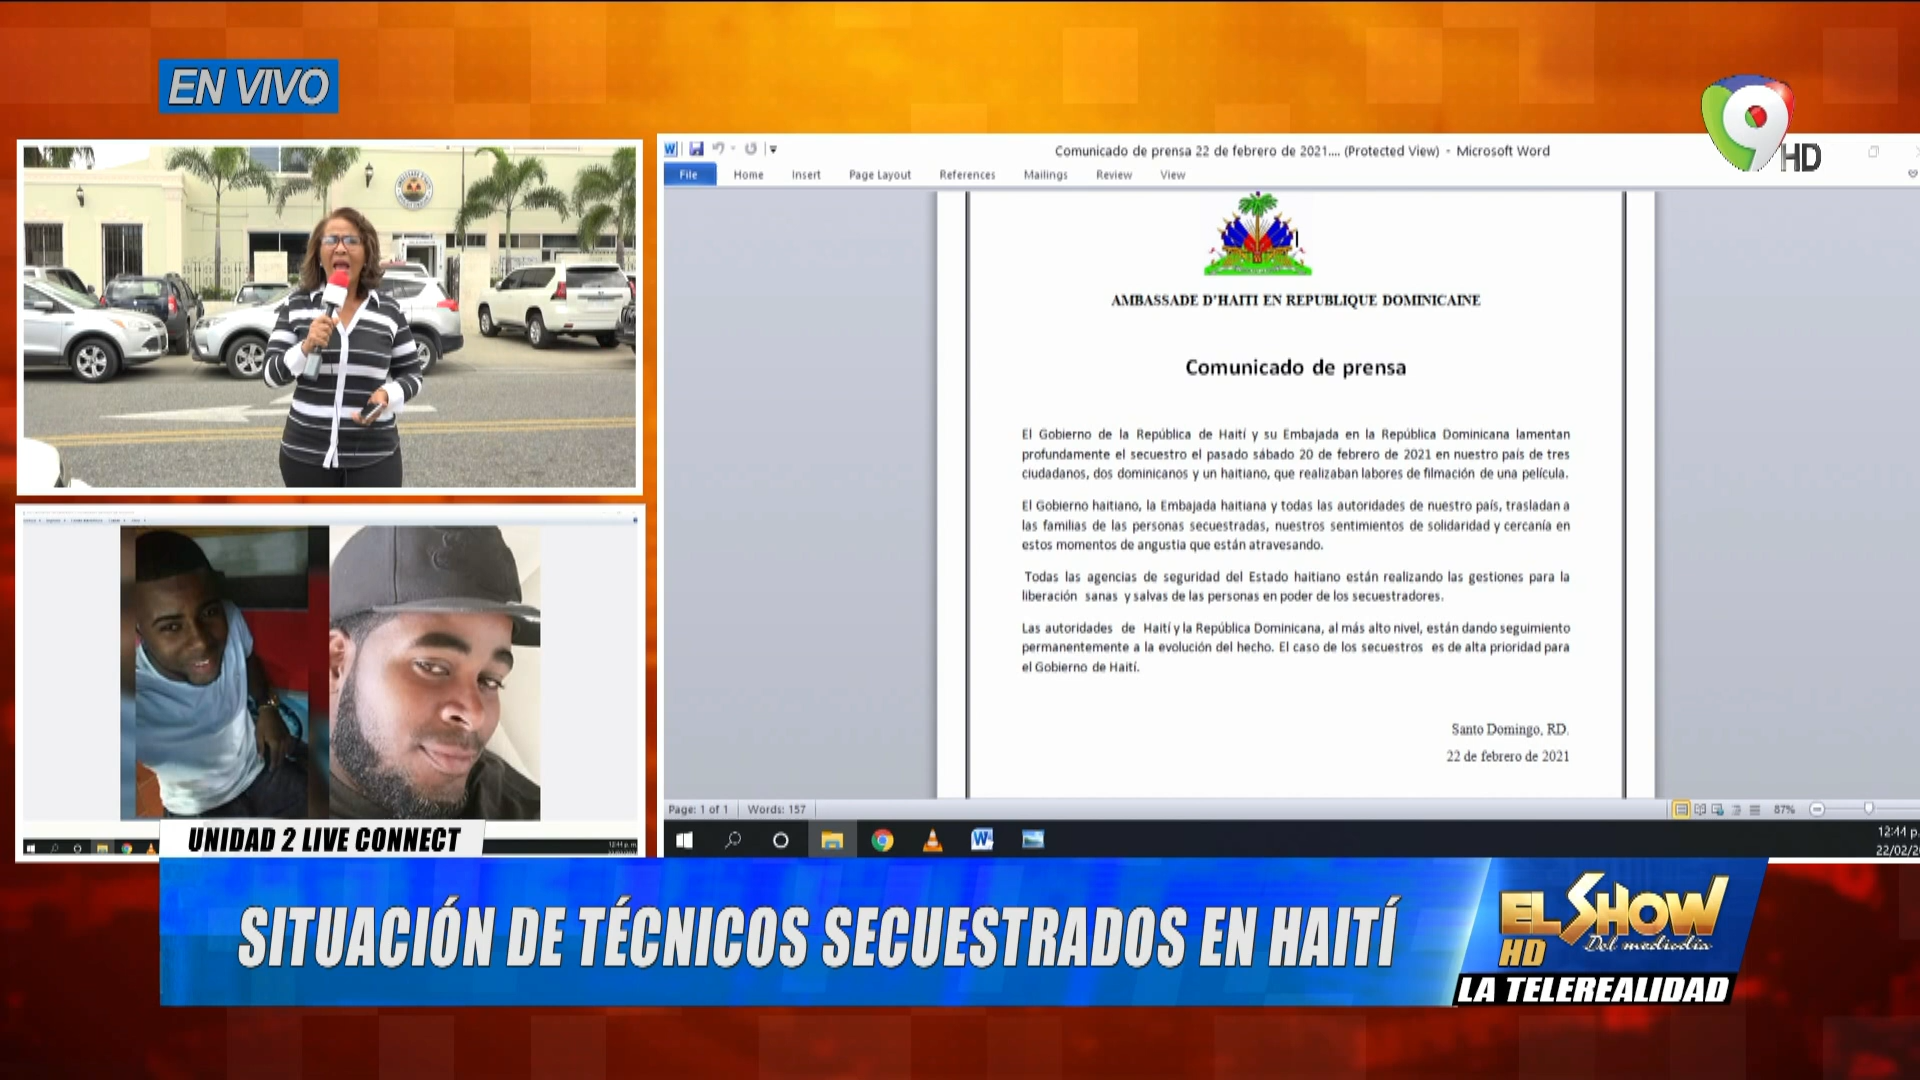 EN VIVO
9
HD
Comunicado de prensa 22 de febrero de 2021.... (Protected View) - Microsoft Word
File Home Insert Page Layout References Mailings Review View
AMBASSADE D'HAITI EN REPUBLIQUE DOMINICAINE
Comunicado de prensa
El Gobierno de la República de Haití y su Embajada en la República Dominicana lamentan
profundamente el secuestro el pasado sábado 20 de febrero de 2021 en nuestro país de tres
ciudadanos, dos dominicanos y un haitiano, que realizaban labores de filmación de una película.
El Gobierno haitiano, la Embajada haitiana y todas las autoridades de nuestro país, trasladan a
las familias de las personas secuestradas, nuestros sentimientos de solidaridad y cercanía en
estos momentos de angustia que están atravesando.
Todas las agencias de seguridad del Estado haitiano están realizando las gestiones para la
liberación sanas y salvas de las personas en poder de los secuestradores.
Las autoridades de Haití y la República Dominicana, al más alto nivel, están dando seguimiento
permanentemente a la evolución del hecho. El caso de los secuestros es de alta prioridad para
el Gobierno de Haití.
Santo Domingo, RD.
22 de febrero de 2021
Page: 1 of 1 Words: 157
87%
12:44 p.
22/02/20
UNIDAD 2 LIVE CONNECT
SITUACIÓN DE TÉCNICOS SECUESTRADOS EN HAITÍ
EL SHOW
Del mediodía
HD
LA TELEREALIDAD